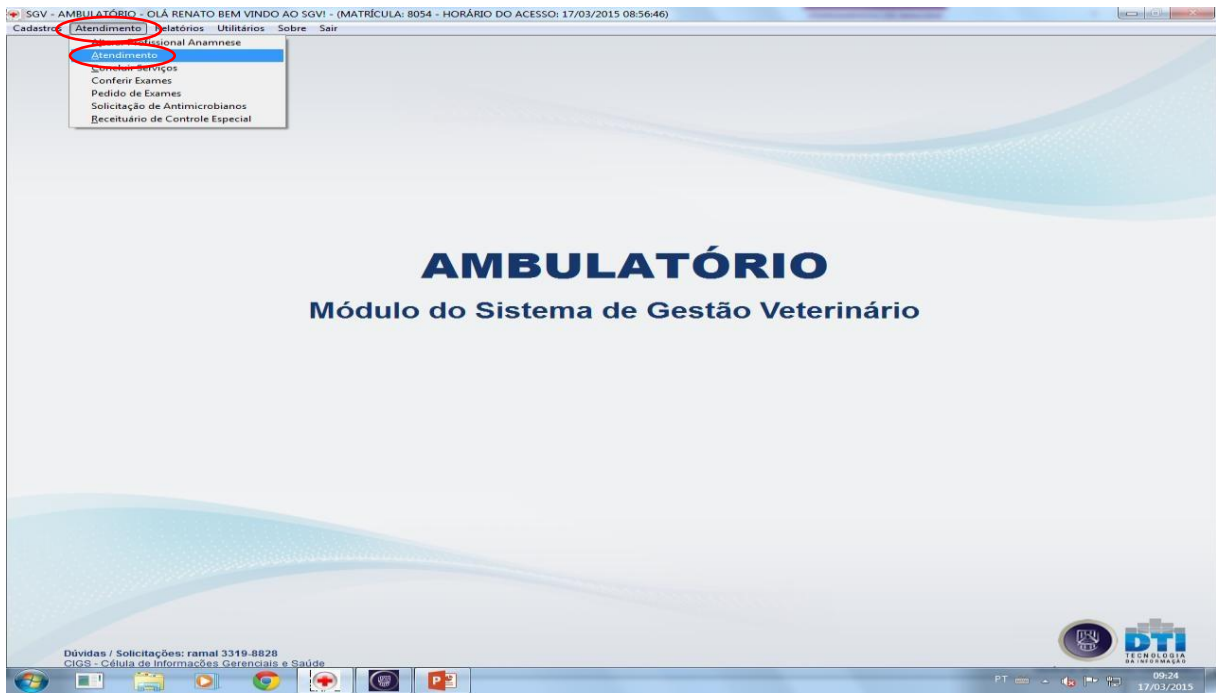 SGV - AMBULATÓRIO - OLÁ RENATO BEM VINDO AO SGV! - (MATRÍCULA: 8054 - HORÁRIO DO ACESSO: 17/03/2015 08:56:46)
Cadastros Atendimento Relatórios Utilitários Sobre Sair
Alterar Profissional Anamnese
Atendimento
Concluir Serviços
Conferir Exames
Pedido de Exames
Solicitação de Antimicrobianos
Receituário de Controle Especial
AMBULATÓRIO
Módulo do Sistema de Gestão Veterinário
DTI
TECNOLOGIA
DA INFORMAÇÃO
Dúvidas / Solicitações: ramal 3319-8828
CIGS - Célula de Informações Gerenciais e Saúde
PT
09:24
17/03/2015